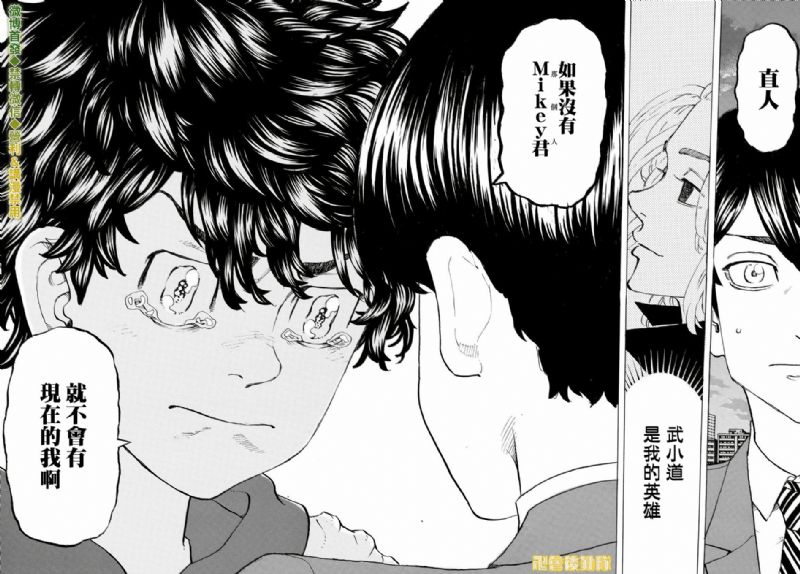 直人
武小道
是我的英雄
如果沒有
Mikey君
那個人
就不會有
現在的我啊